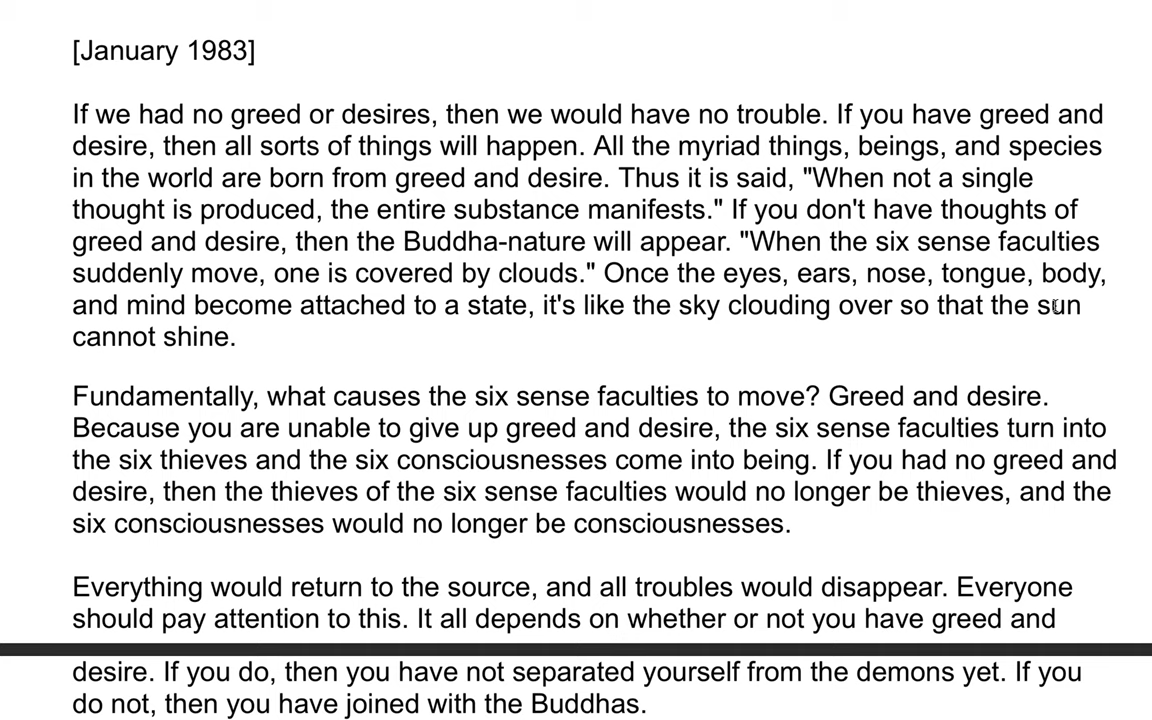 [January 1983]
If we had no greed or desires, then we would have no trouble. If you have greed and
desire, then all sorts of things will happen. All the myriad things, beings, and species
in the world are born from greed and desire. Thus it is said, "When not a single
thought is produced, the entire substance manifests." If you don't have thoughts of
greed and desire, then the Buddha-nature will appear. "When the six sense faculties
suddenly move, one is covered by clouds." Once the eyes, ears, nose, tongue, body,
and mind become attached to a state, it's like the sky clouding over so that the sun
cannot shine.
Fundamentally, what causes the six sense faculties to move? Greed and desire.
Because you are unable to give up greed and desire, the six sense faculties turn into
the six thieves and the six consciousnesses come into being. If you had no greed and
desire, then the thieves of the six sense faculties would no longer be thieves, and the
six consciousnesses would no longer be consciousnesses.
Everything would return to the source, and all troubles would disappear. Everyone
should pay attention to this. It all depends on whether or not you have greed and
desire. If you do, then you have not separated yourself from the demons yet. If you
do not, then you have joined with the Buddhas.